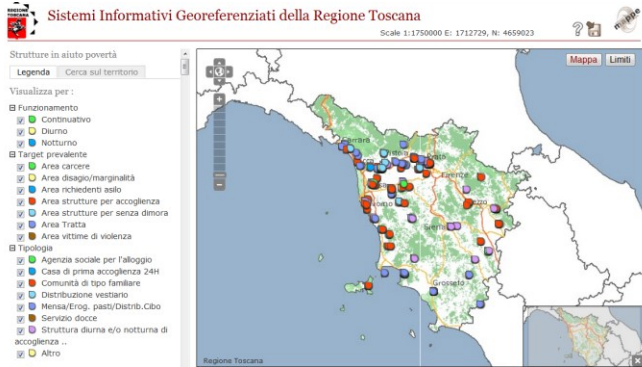 REGIONE
TOSCANA
Sistemi Informativi Georeferenziati della Regione Toscana
Scale 1:1750000 E: 1712729, N: 4659023
mappe
Strutture in aiuto povertà
Legenda
Cerca sul territorio
Visualizza per :
Funzionamento
Continuativo
Diurno
Notturno
Target prevalente
Area carcere
Area disagio/marginalità
Area richiedenti asilo
Area strutture per accoglienza
Area strutture per senza dimora
Area Tratta
Area vittime di violenza
Tipologia
Agenzia sociale per l'alloggio
Casa di prima accoglienza 24H
Comunità di tipo familiare
Distribuzione vestiario
Mensa/Erog. pasti/Distrib.Cibo
Servizio docce
Struttura diurna e/o notturna di
accoglienza ..
Altro
Mappa
Limiti
Firenze
Siena
Grosseto
Regione Toscana